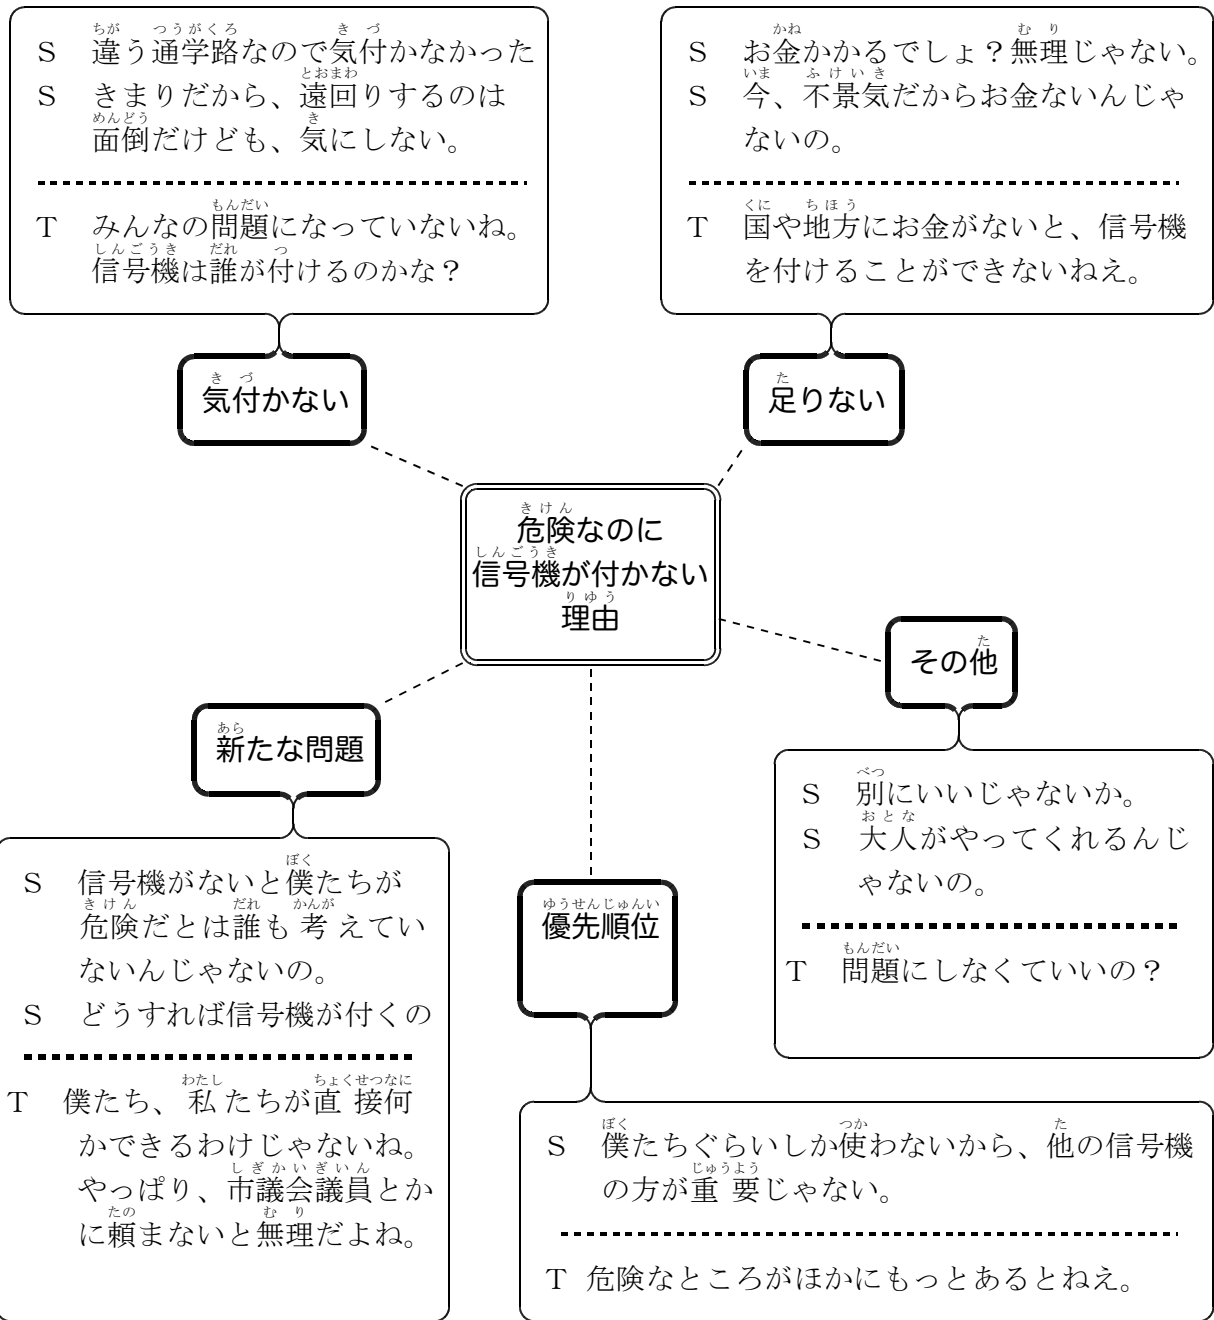 S 違う通学路なので気付かなかった
S きまりだから、遠回りするのは
面倒だけども、気にしない。
T みんなの問題になっていないね。
信号機は誰が付けるのかな？
気付かない
S お金かかるでしょ？無理じゃない。
S 今、不景気だからお金ないんじゃ
ないの。
T 国や地方にお金がないと、信号機
を付けることができないねえ。
足りない
危険なのに
信号機が付かない
理由
その他
S 別にいいじゃないか。
S 大人がやってくれるんじ
ゃないの。
T 問題にしなくていいの？
新たな問題
S 信号機がないと僕たちが
危険だとは誰も考えてい
ないんじゃないの。
S どうすれば信号機が付くの
T 僕たち、私たちが直接何
かできるわけじゃないね。
やっぱり、市議会議員とか
に頼まないと無理だよね。
優先順位
S 僕たちぐらいしか使わないから、他の信号機
の方が重要じゃない。
T 危険なところがほかにもっとあるとねえ。